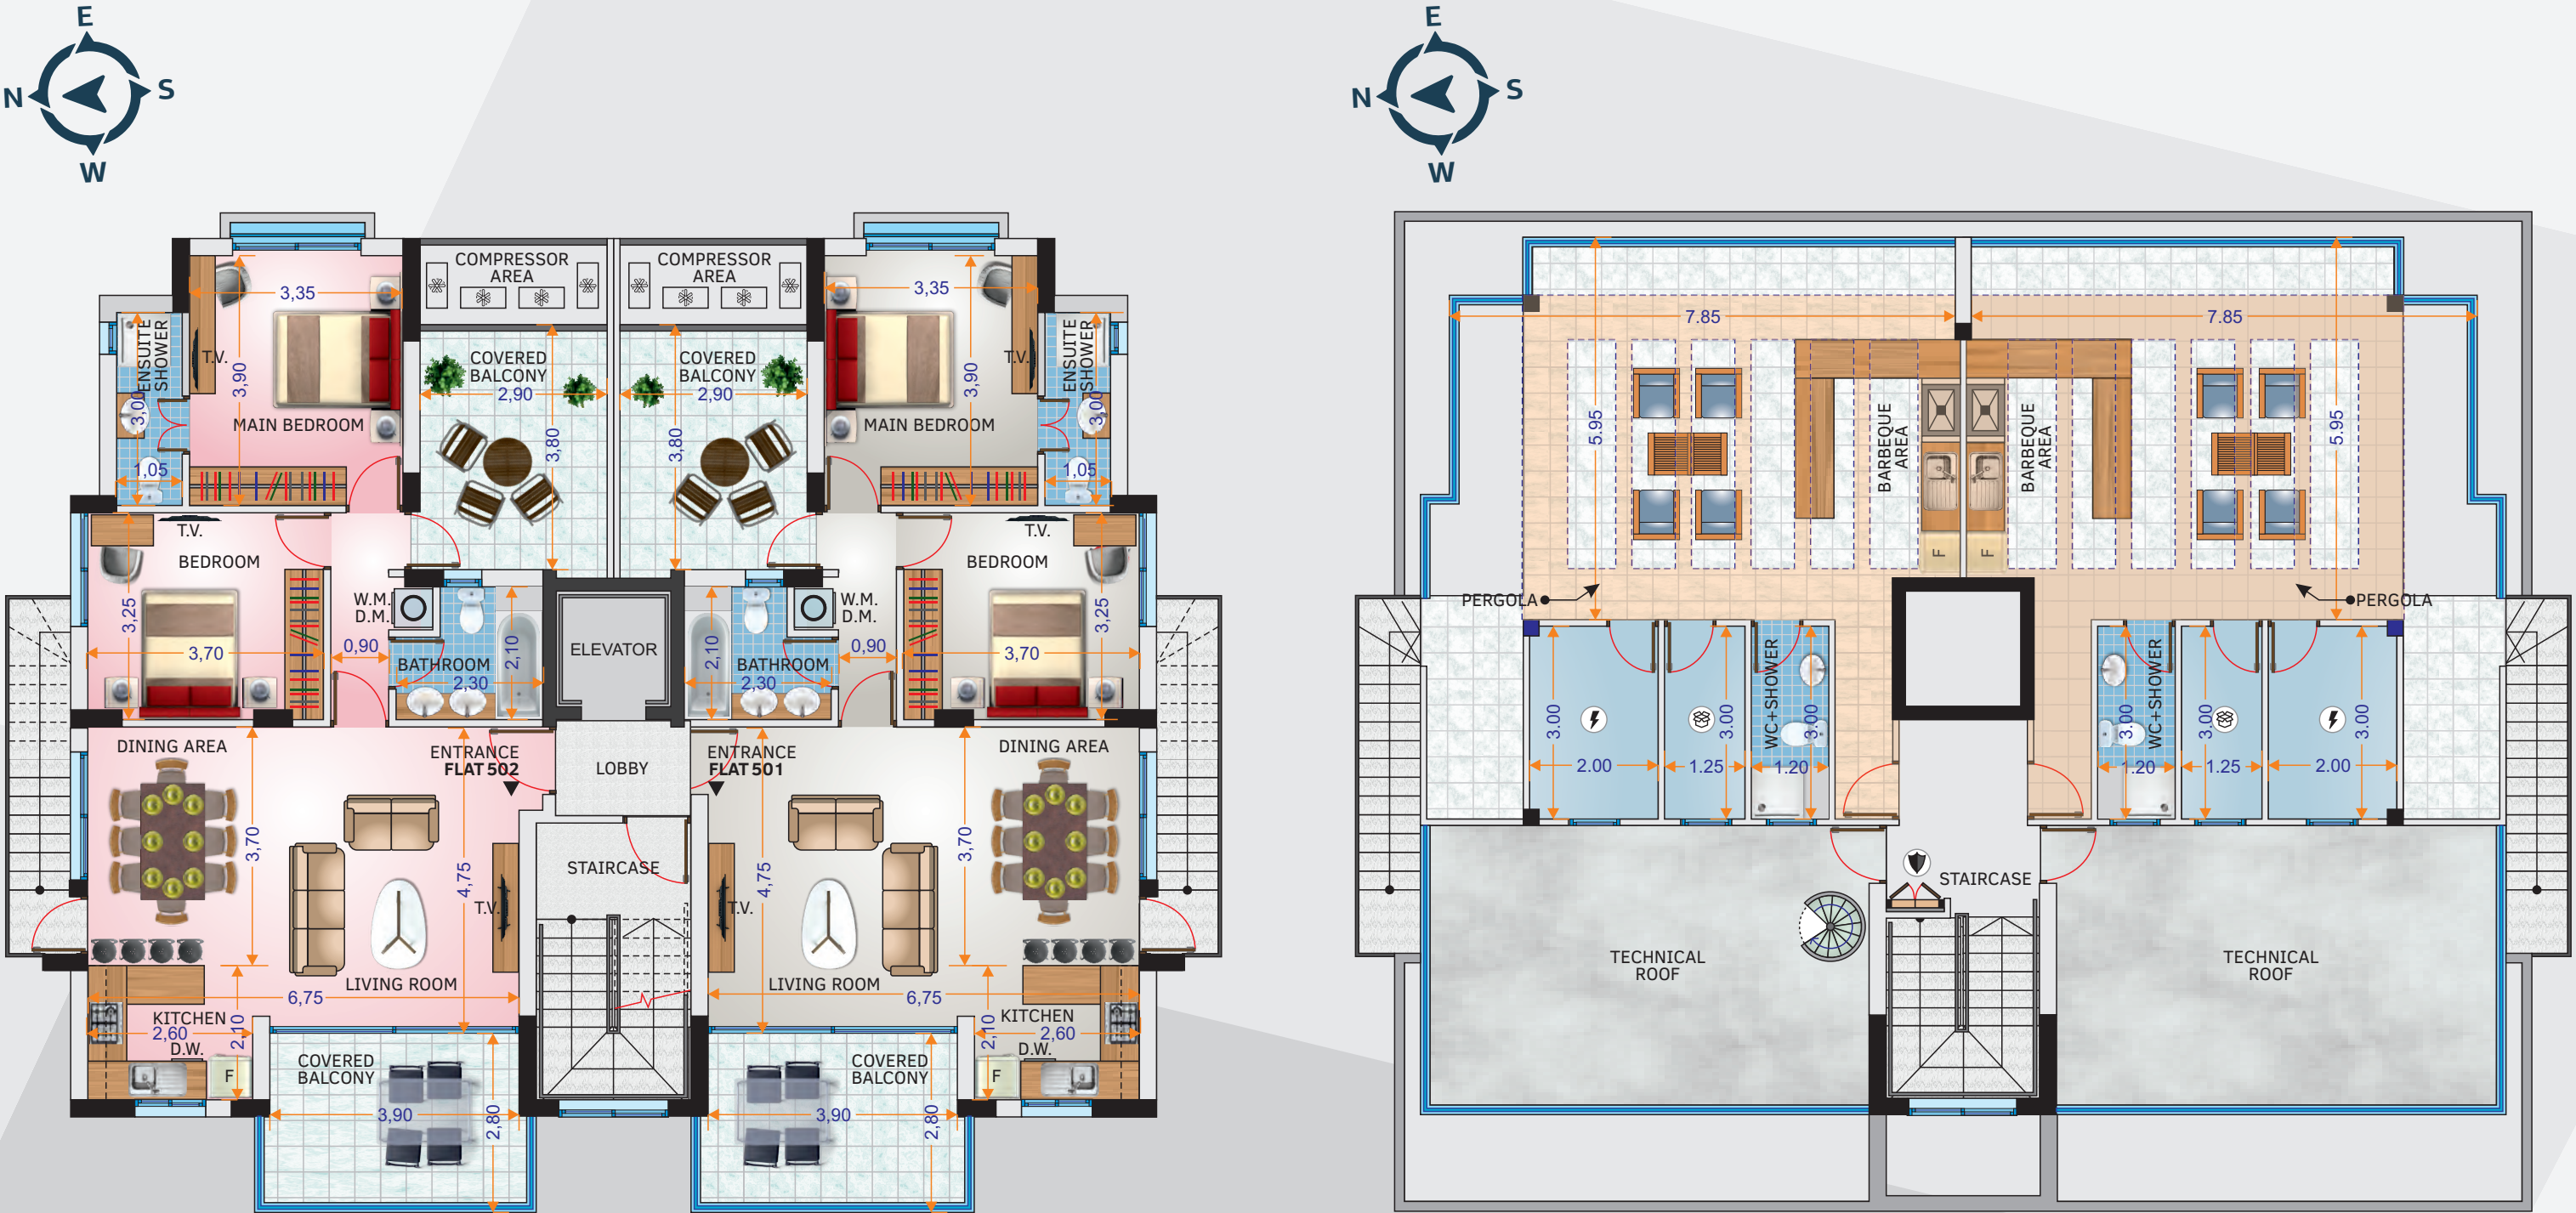 E
N
S
W
E
N
S
W
COMPRESSOR
AREA
COMPRESSOR
AREA
3,35
3,35
ENSUITE
SHOWER
T.V.
3,90
3,00
1,05
MAIN BEDROOM
COVERED
BALCONY
2,90
3,80
COVERED
BALCONY
2,90
3,80
T.V.
3,90
MAIN BEDROOM
ENSUITE
SHOWER
3,00
1,05
T.V.
BEDROOM
3,25
3,70
W.M.
D.M.
0,90
BATHROOM
2,30
2,10
ELEVATOR
2,10
BATHROOM
2,30
W.M.
D.M.
0,90
T.V.
BEDROOM
3,25
3,70
DINING AREA
ENTRANCE
FLAT 502
LOBBY
ENTRANCE
FLAT 501
DINING AREA
3,70
4,75
T.V.
STAIRCASE
4,75
T.V.
3,70
LIVING ROOM
6,75
LIVING ROOM
6,75
KITCHEN
2,60
2,10
D.W.
F
KITCHEN
2,60
2,10
D.W.
F
COVERED
BALCONY
3,90
2,80
COVERED
BALCONY
3,90
2,80
7.85
7.85
5.95
5.95
BARBEQUE
AREA
BARBEQUE
AREA
F
F
PERGOLA
PERGOLA
3.00
2.00
3.00
1.25
WC+SHOWER
3.00
1.20
3.00
WC+SHOWER
1.20
3.00
1.25
3.00
2.00
STAIRCASE
TECHNICAL
ROOF
TECHNICAL
ROOF